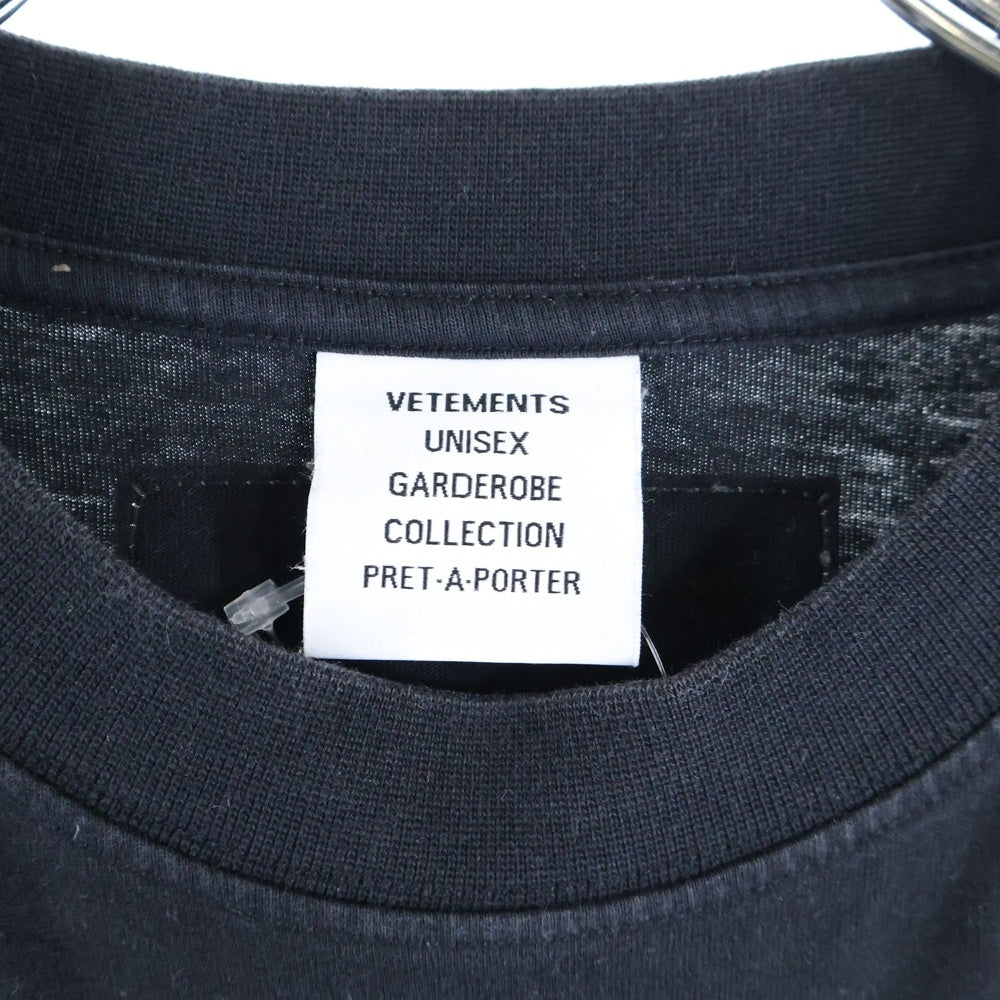 VETEMENTS
UNISEX
GARDEROBE
COLLECTION
PRET-A-PORTER